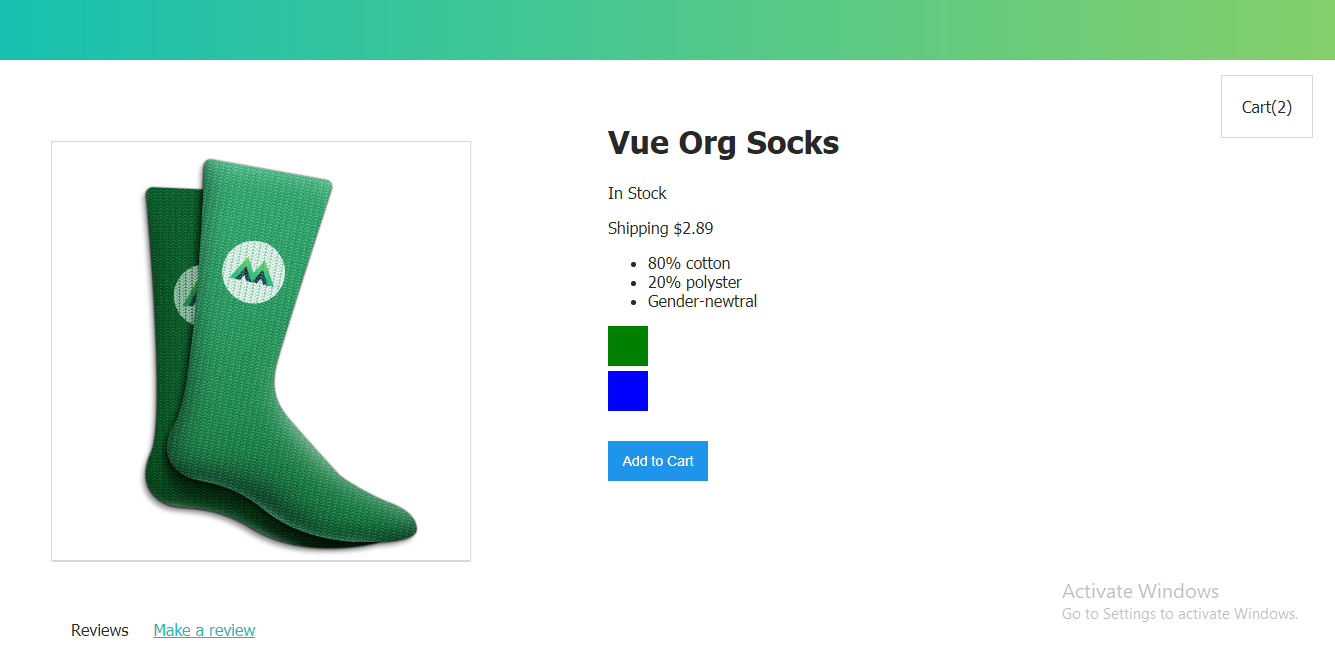 Cart(2)
Vue Org Socks
In Stock
Shipping $2.89
80% cotton
20% polyster
Gender-newtral
Add to Cart
Activate Windows
Go to Settings to activate Windows.
Reviews Make a review